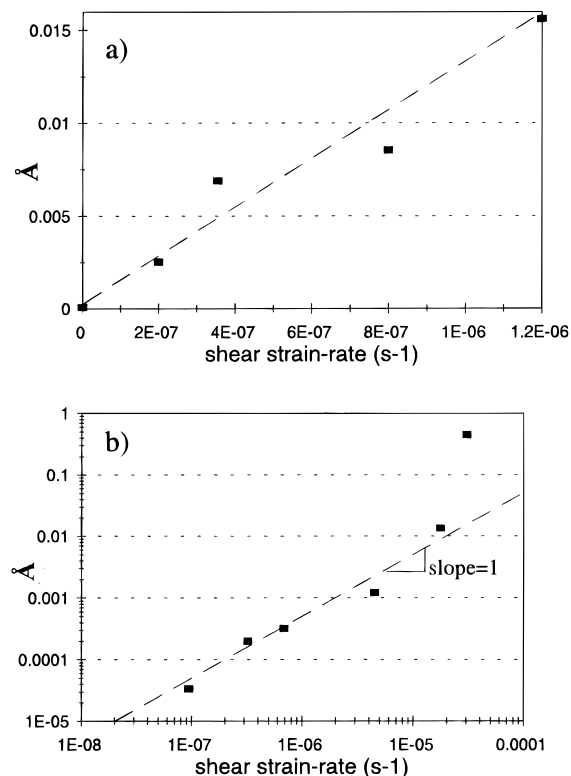 a)
0.015
0.01
0.005
0
Å
0 2E-07 4E-07 6E-07 8E-07 1E-06 1.2E-06
shear strain-rate (s-1)
b)
1
0.1
0.01
0.001
0.0001
1E-05
Å
slope=1
1E-08 1E-07 1E-06 1E-05 0.0001
shear strain-rate (s-1)